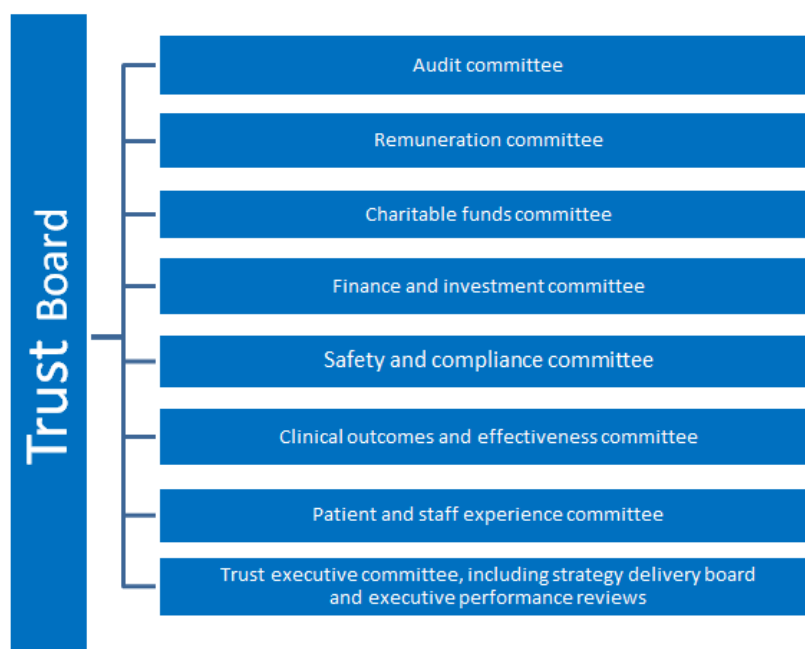 Trust Board
Audit committee
Remuneration committee
Charitable funds committee
Finance and investment committee
Safety and compliance committee
Clinical outcomes and effectiveness committee
Patient and staff experience committee
Trust executive committee, including strategy delivery board
and executive performance reviews